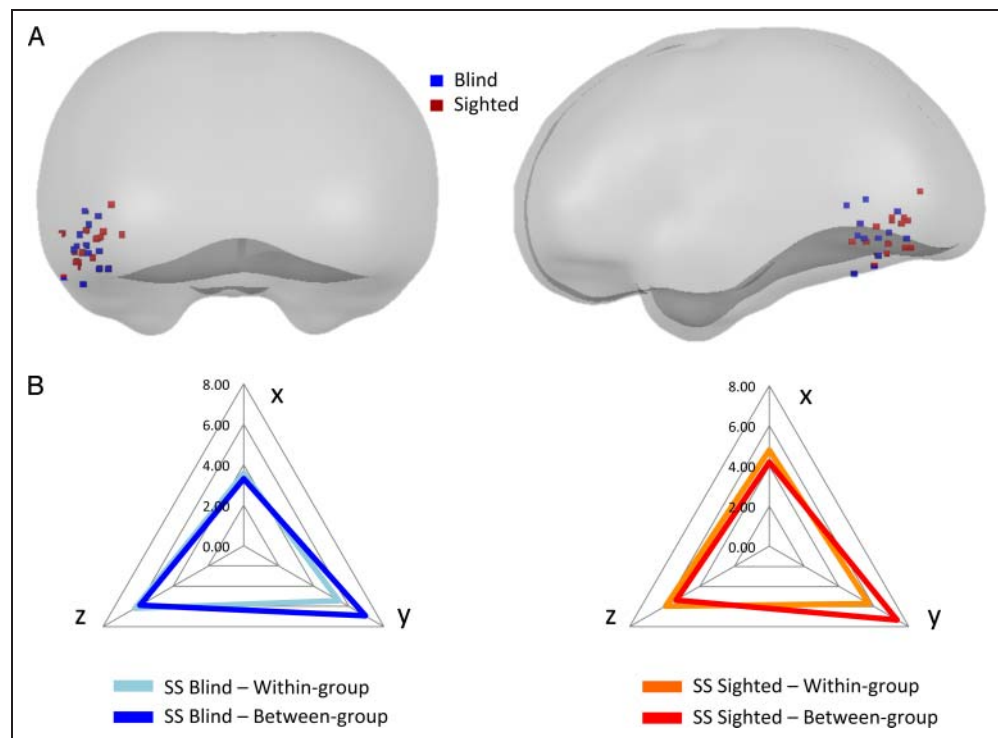 A
Blind
Sighted
B
8.00
6.00
4.00
2.00
0.00
x
z
y
SS Blind – Within-group
SS Blind – Between-group
8.00
6.00
4.00
2.00
0.00
x
z
y
SS Sighted – Within-group
SS Sighted – Between-group